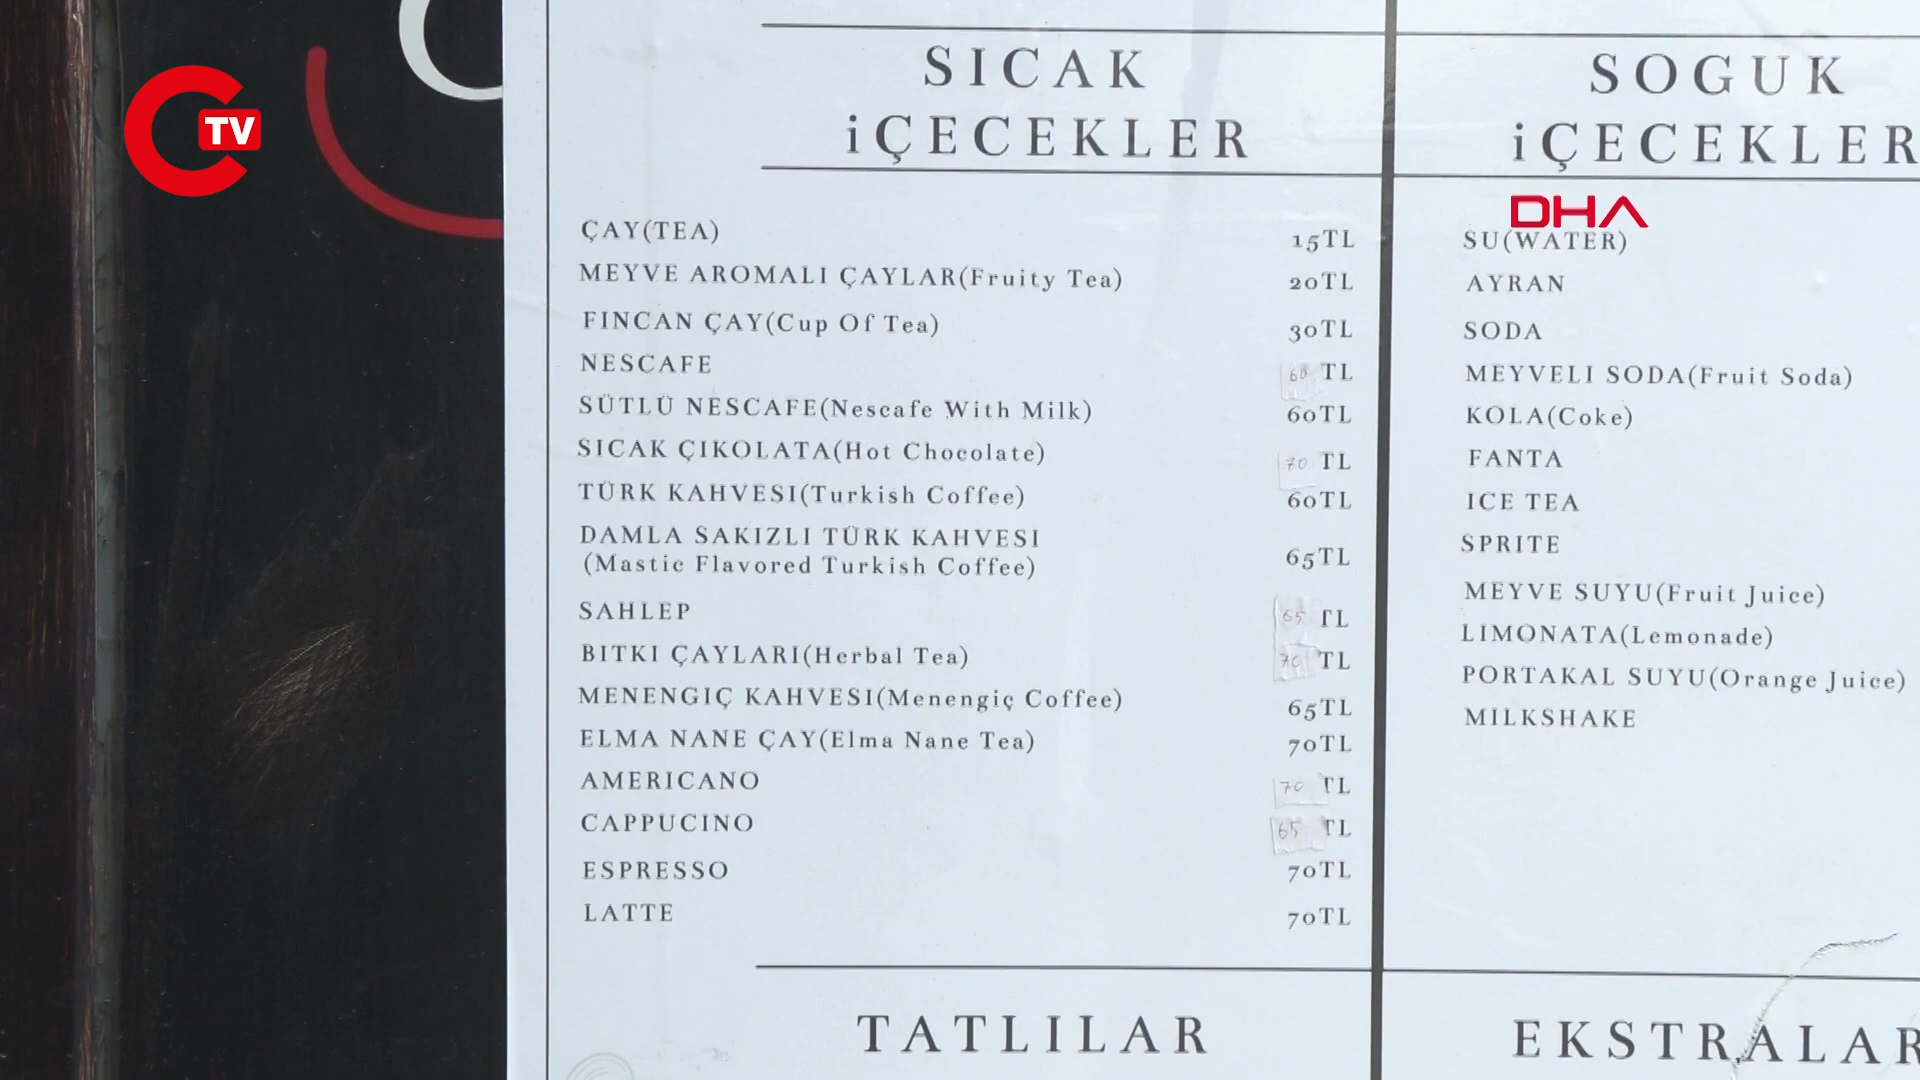 TV
SICAK
iÇECEKLER
ÇAY(TEA) 15TL
MEYVE AROMALI ÇAYLAR(Fruity Tea) 20TL
FINCAN ÇAY(Cup Of Tea) 30TL
NESCAFE 60 TL
SÜTLÜ NESCAFE(Nescafe With Milk) 60TL
SICAK ÇIKOLATA(Hot Chocolate) 70 TL
TÜRK KAHVESI(Turkish Coffee) 60TL
DAMLA SAKIZLI TÜRK KAHVESI
(Mastic Flavored Turkish Coffee) 65TL
SAHLEP 65 TL
BITKI ÇAYLARI(Herbal Tea) 70 TL
MENENGIÇ KAHVESI(Menengiç Coffee) 65TL
ELMA NANE ÇAY(Elma Nane Tea) 70TL
AMERICANO 70 TL
CAPPUCINO 65 TL
ESPRESSO 70TL
LATTE 70TL
TATLILAR
SOGUK
iÇECEKLER
DHA
SU(WATER)
AYRAN
SODA
MEYVELI SODA(Fruit Soda)
KOLA(Coke)
FANTA
ICE TEA
SPRITE
MEYVE SUYU(Fruit Juice)
LIMONATA(Lemonade)
PORTAKAL SUYU(Orange Juice)
MILKSHAKE
EKSTRALAR